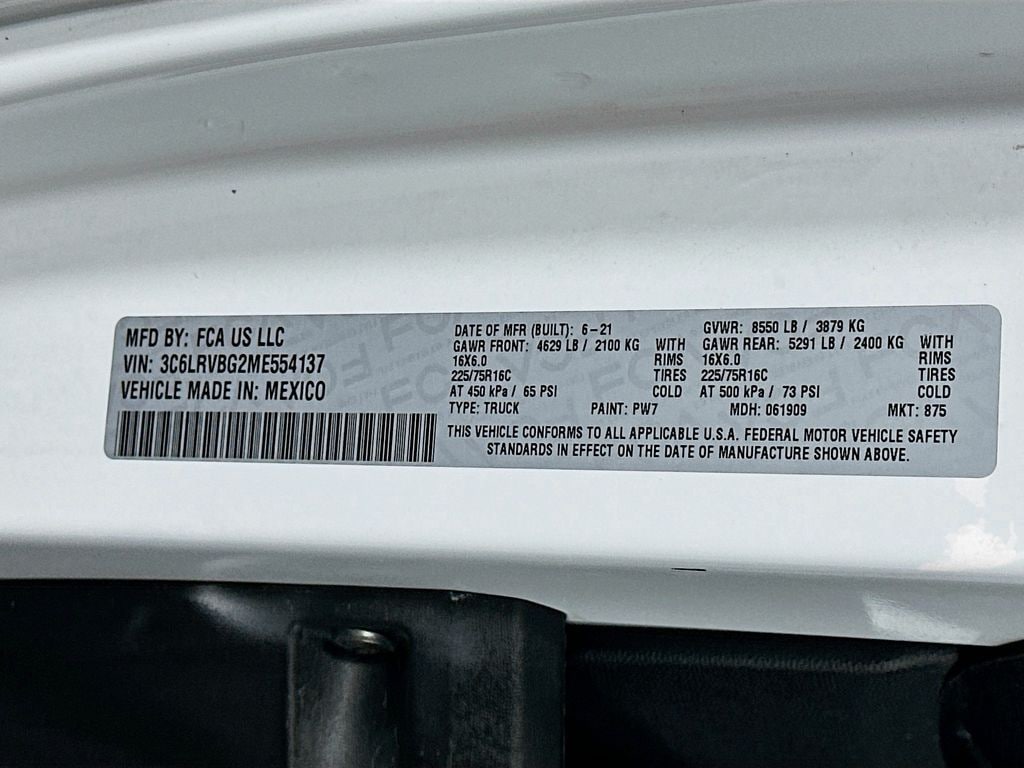 MFD BY: FCA US LLC
VIN: 3C6LRVBG2ME554137
VEHICLE MADE IN: MEXICO
DATE OF MFR (BUILT): 6-21
GAWR FRONT: 4629 LB / 2100 KG WITH
16X6.0 RIMS
225/75R16C TIRES
AT 450 kPa / 65 PSI COLD
GVWR: 8550 LB / 3879 KG
GAWR REAR: 5291 LB / 2400 KG WITH
16X6.0 RIMS
225/75R16C TIRES
AT 500 kPa / 73 PSI COLD
TYPE: TRUCK PAINT: PW7 MDH: 061909 MKT: 875
THIS VEHICLE CONFORMS TO ALL APPLICABLE U.S.A. FEDERAL MOTOR VEHICLE SAFETY
STANDARDS IN EFFECT ON THE DATE OF MANUFACTURE SHOWN ABOVE.